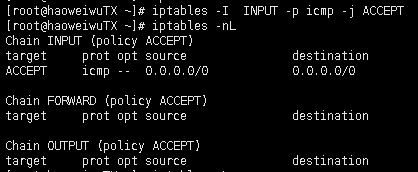 [root@haoweiwuTX ~]# iptables -I  INPUT -p icmp -j ACCEPT
[root@haoweiwuTX ~]# iptables -nL
Chain INPUT (policy ACCEPT)
target     prot opt source               destination
ACCEPT     icmp --  0.0.0.0/0            0.0.0.0/0
Chain FORWARD (policy ACCEPT)
target     prot opt source               destination
Chain OUTPUT (policy ACCEPT)
target     prot opt source               destination